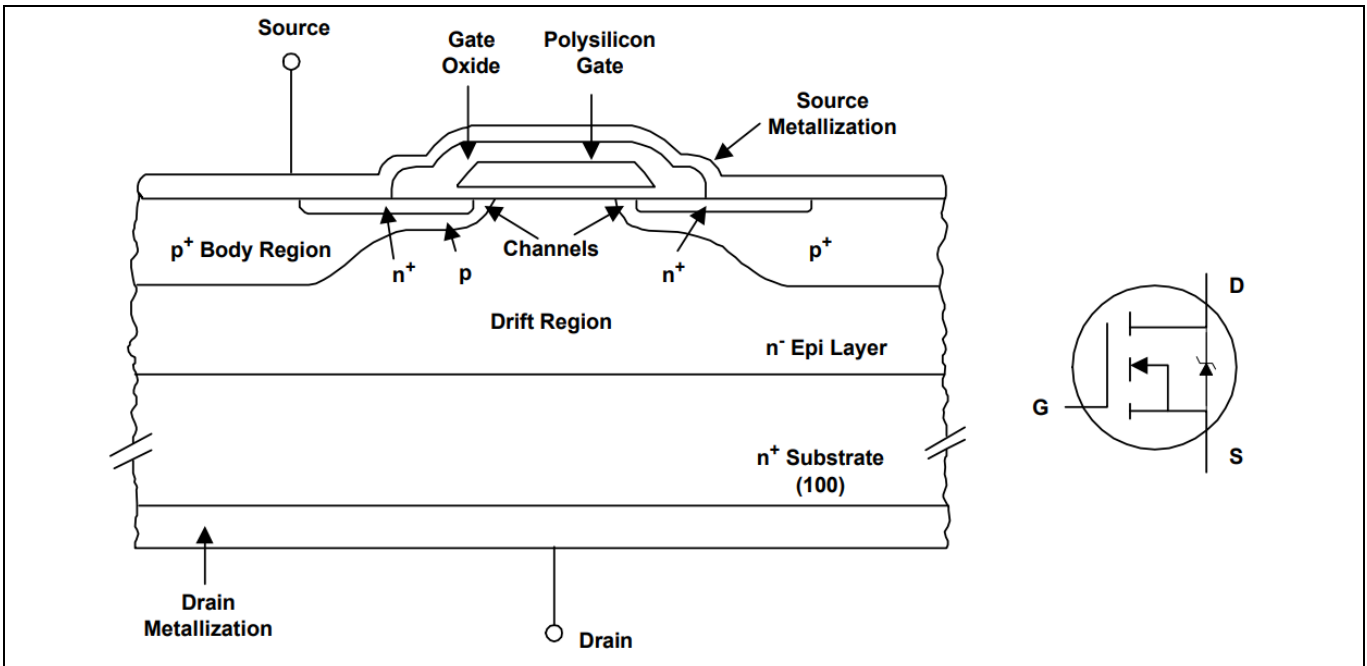 Source
Gate
Oxide
Polysilicon
Gate
Source
Metallization
p+ Body Region
n+
p
Channels
n+
p+
Drift Region
n- Epi Layer
n+ Substrate
(100)
Drain
Metallization
Drain
D
G
S